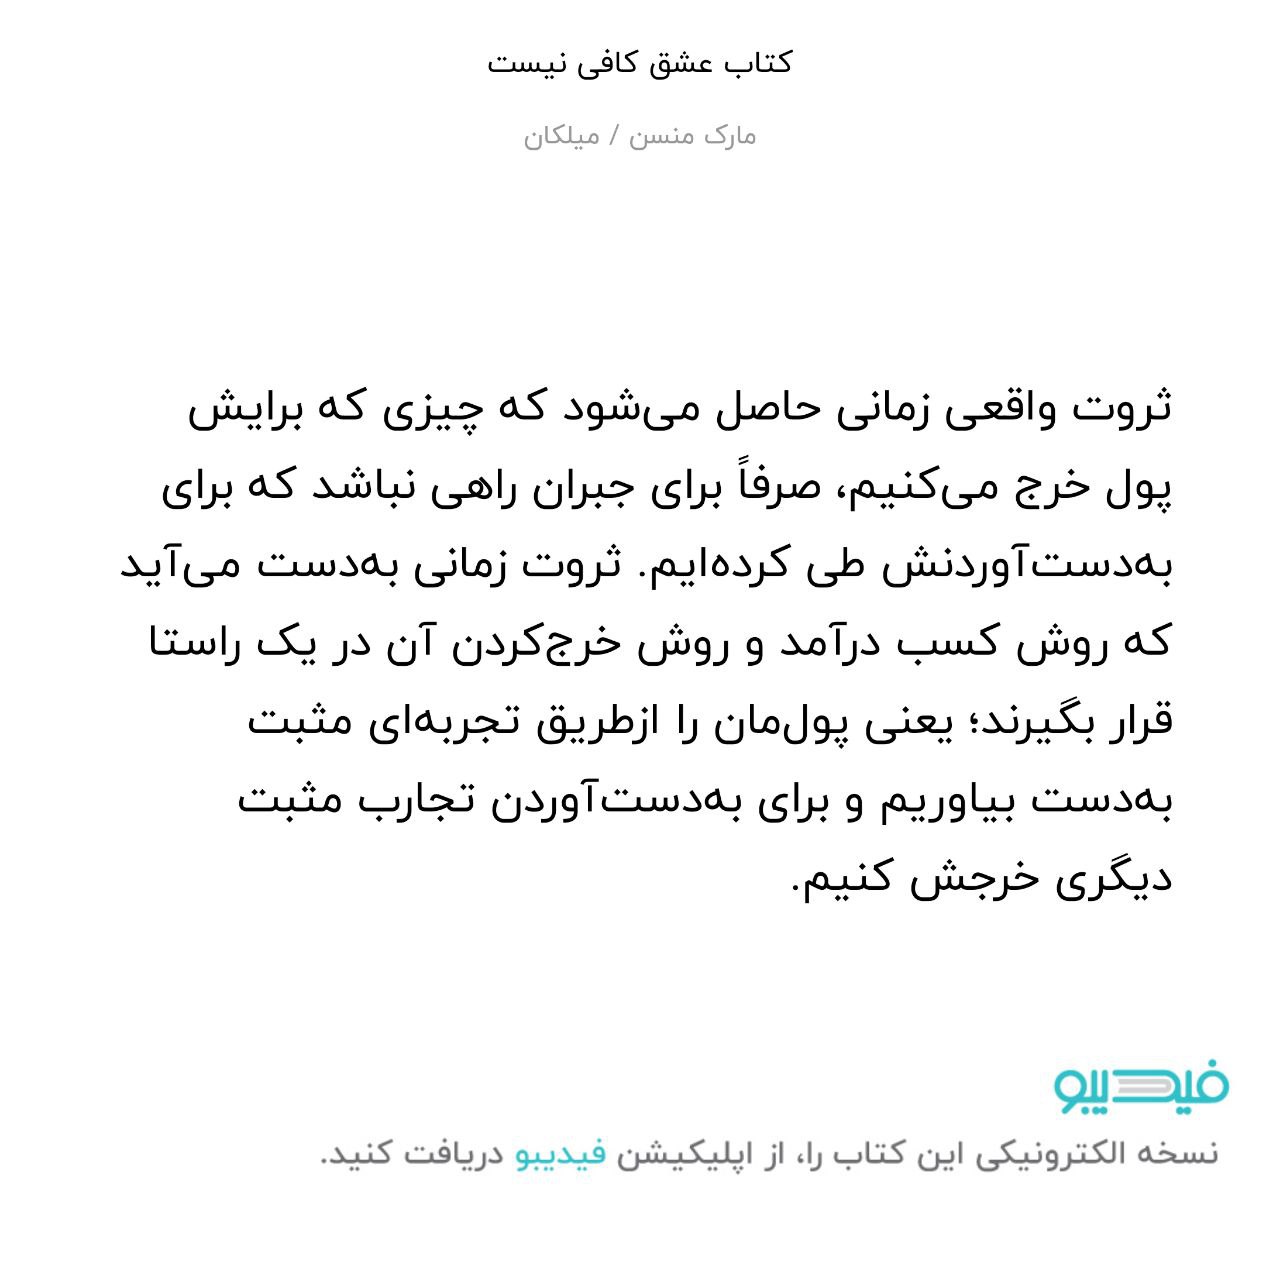 کتاب عشق کافی نیست
مارک منسن / میلکان
ثروت واقعی زمانی حاصل می‌شود که چیزی که برایش
پول خرج می‌کنیم، صرفاً برای جبران راهی نباشد که برای
به‌دست‌آوردنش طی کرده‌ایم. ثروت زمانی به‌دست می‌آید
که روش کسب درآمد و روش خرج‌کردن آن در یک راستا
قرار بگیرند؛ یعنی پول‌مان را ازطریق تجربه‌ای مثبت
به‌دست بیاوریم و برای به‌دست‌آوردن تجارب مثبت
دیگری خرجش کنیم.
فیدیبو
نسخه الکترونیکی این کتاب را، از اپلیکیشن فیدیبو دریافت کنید.